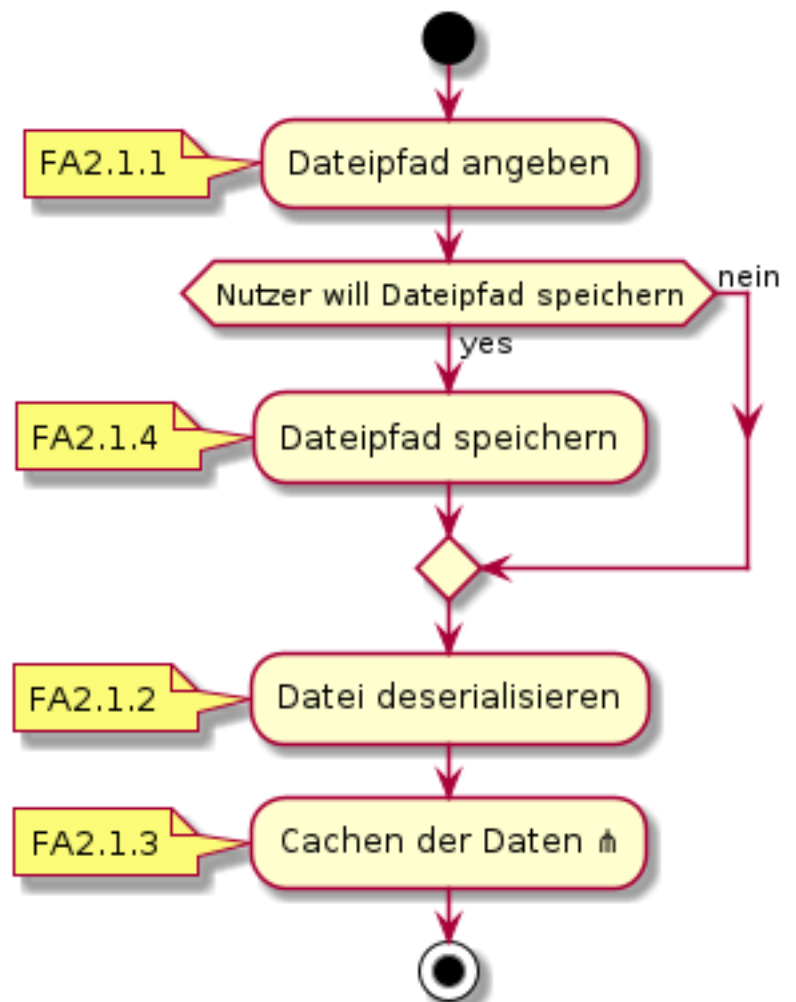 FA2.1.1
Dateipfad angeben
Nutzer will Dateipfad speichern
nein
yes
FA2.1.4
Dateipfad speichern
FA2.1.2
Datei deserialisieren
FA2.1.3
Cachen der Daten ⋔